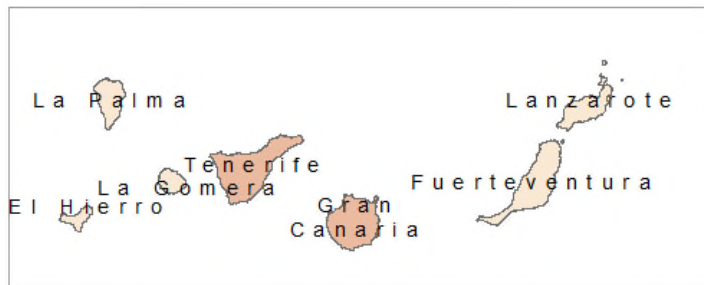 La Palma
Lanzarote
Tenerife
La Gomera
Fuerteventura
El Hierro
Gran
Canaria